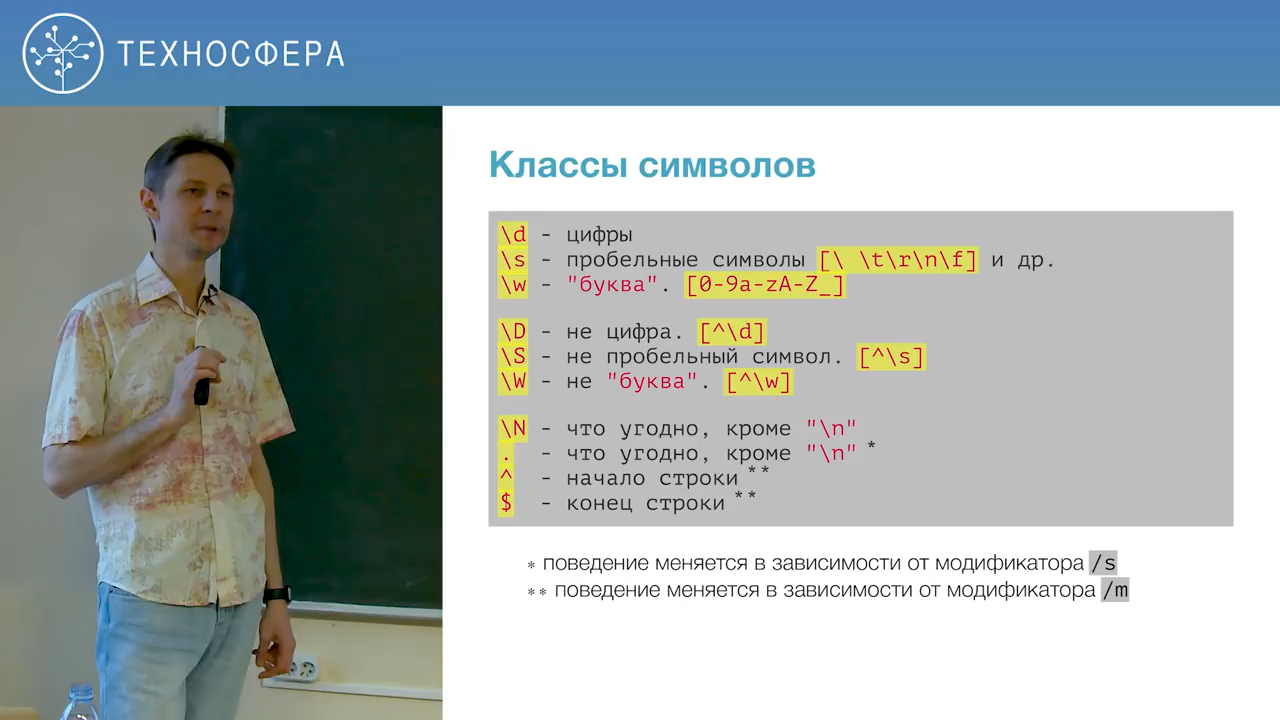 ТЕХНОСФЕРА
Классы символов
\d - цифры
\s - пробельные символы [\ \t\r\n\f] и др.
\w - "буква". [0-9a-zA-Z_]
\D - не цифра. [^\d]
\S - не пробельный символ. [^\s]
\W - не "буква". [^\w]
\N - что угодно, кроме "\n"
. - что угодно, кроме "\n" *
^ - начало строки **
$ - конец строки **
* поведение меняется в зависимости от модификатора /s
** поведение меняется в зависимости от модификатора /m